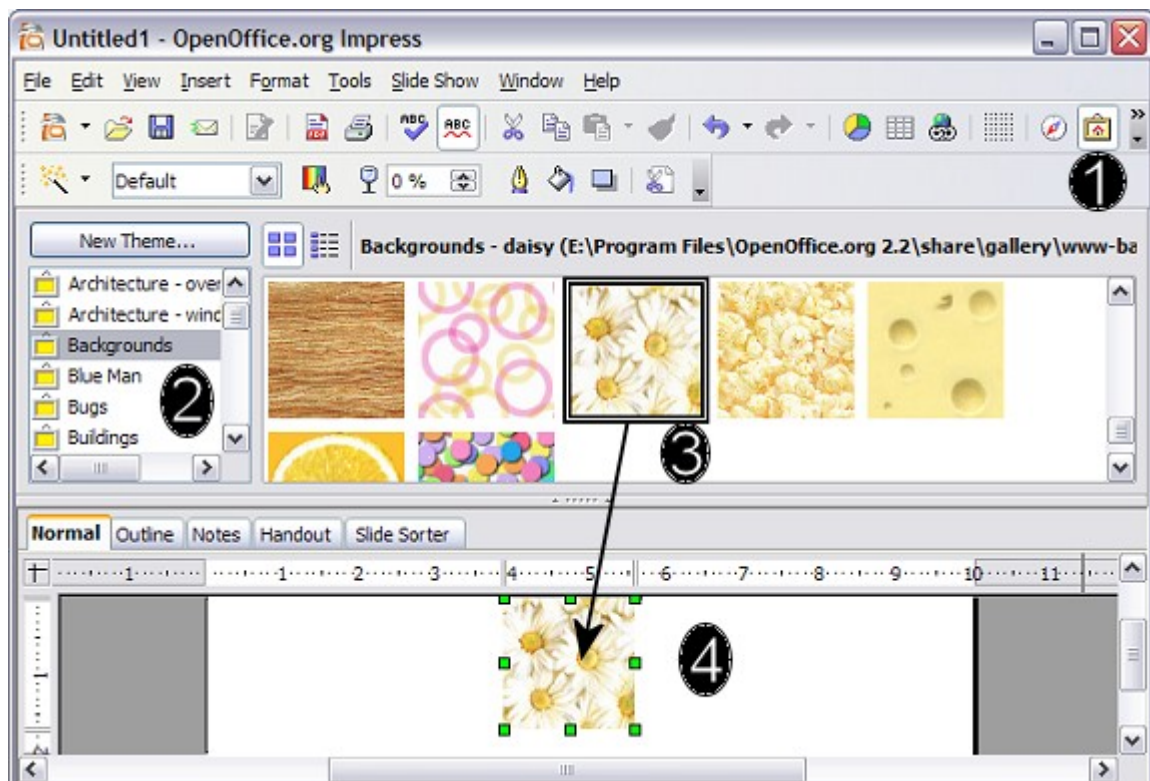 Untitled1 - OpenOffice.org Impress
File Edit View Insert Format Tools Slide Show Window Help
ABC ABC
Default 0 %
1
New Theme...
Backgrounds - daisy (E:\Program Files\OpenOffice.org 2.2\share\gallery\www-ba
Architecture - over
Architecture - wind
Backgrounds
Blue Man
Bugs
Buildings
2
3
Normal Outline Notes Handout Slide Sorter
1 1 2 3 4 5 6 7 8 9 10 11
1
4